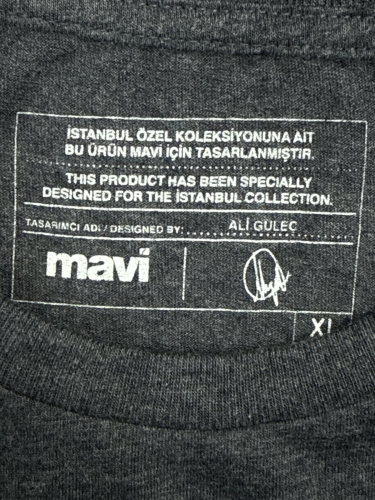 İSTANBUL ÖZEL KOLEKSİYONUNA AİT
BU ÜRÜN MAVİ İÇİN TASARLANMIŞTIR.
THIS PRODUCT HAS BEEN SPECIALLY
DESIGNED FOR THE İSTANBUL COLLECTION.
TASARIMCI ADI / DESIGNED BY: ALİ GÜLEÇ
mavi
XL